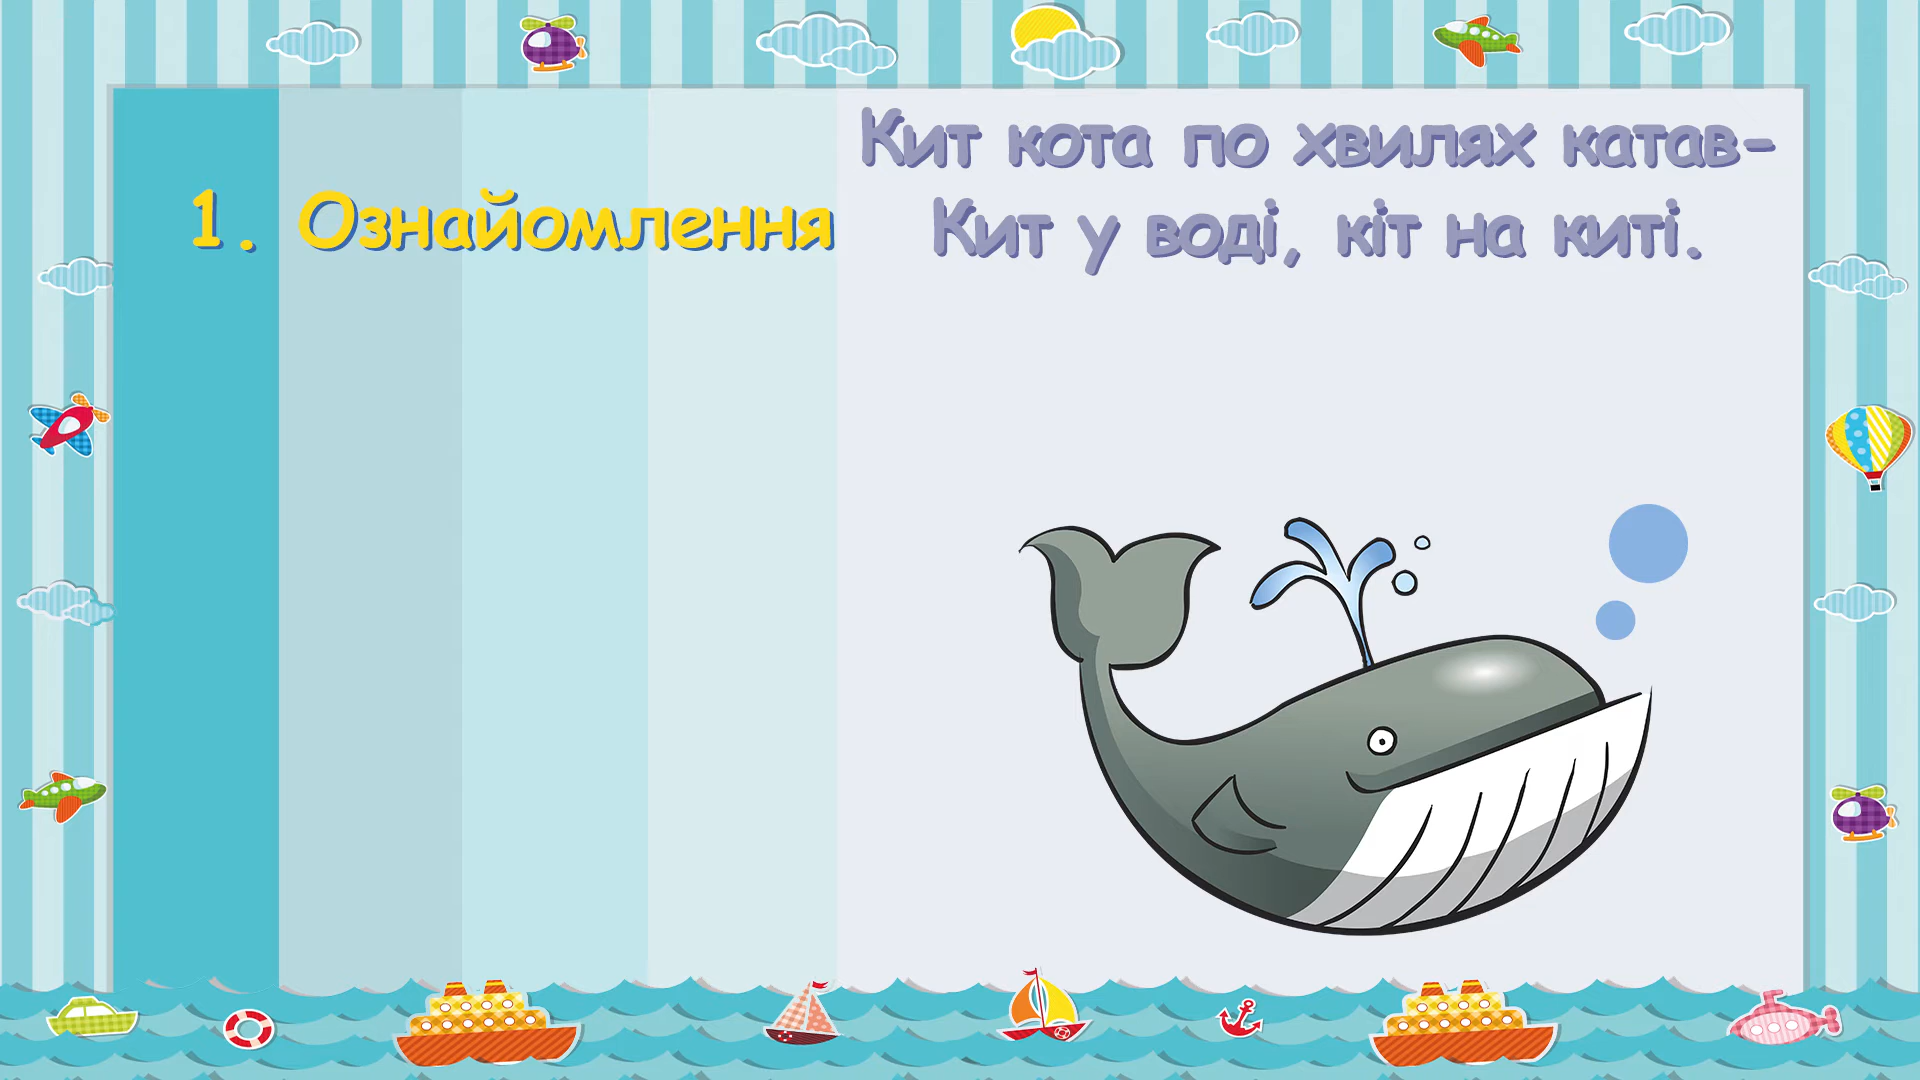 1. Ознайомлення
Кит кота по хвилях катав-
Кит у воді, кіт на киті.